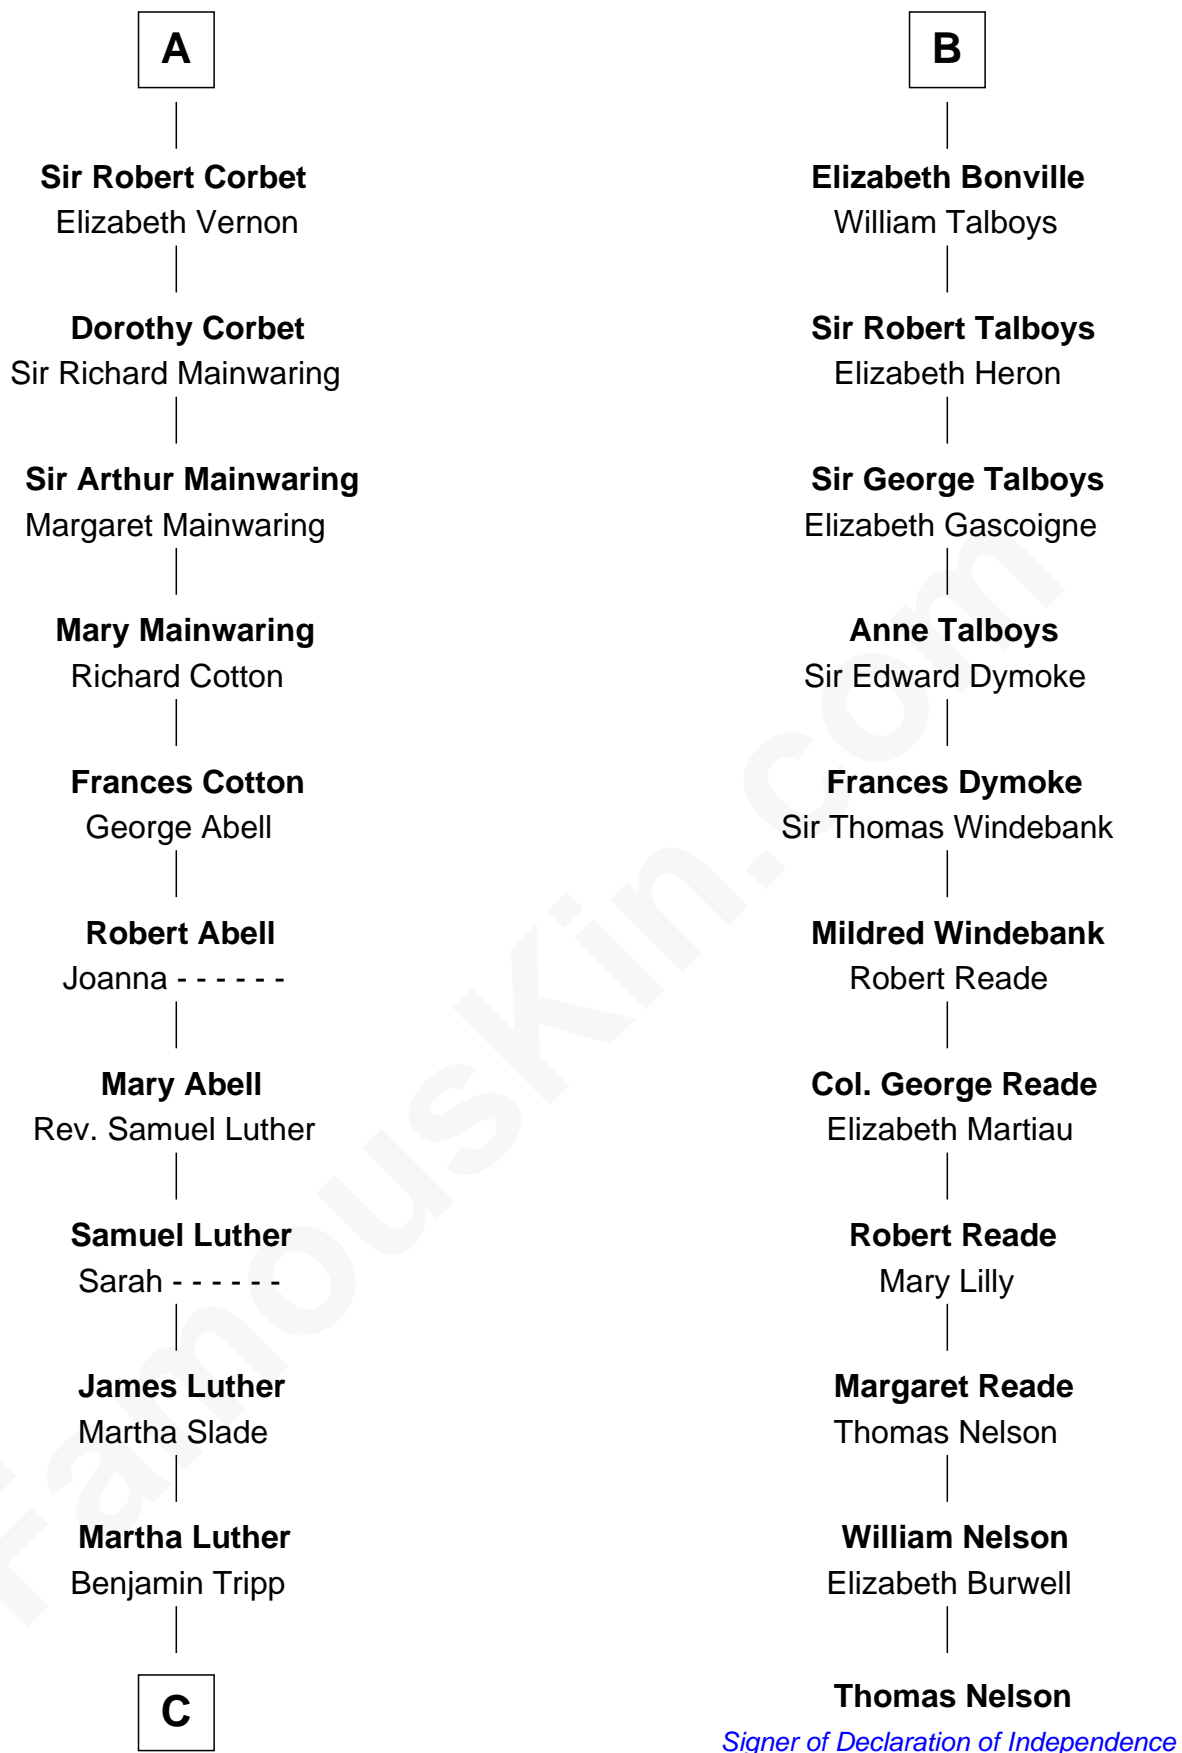 A
Sir Robert Corbet
Elizabeth Vernon
Dorothy Corbet
Sir Richard Mainwaring
Sir Arthur Mainwaring
Margaret Mainwaring
Mary Mainwaring
Richard Cotton
Frances Cotton
George Abell
Robert Abell
Joanna - - - - - -
Mary Abell
Rev. Samuel Luther
Samuel Luther
Sarah - - - - - -
James Luther
Martha Slade
Martha Luther
Benjamin Tripp
C
B
Elizabeth Bonville
William Talboys
Sir Robert Talboys
Elizabeth Heron
Sir George Talboys
Elizabeth Gascoigne
Anne Talboys
Sir Edward Dymoke
Frances Dymoke
Sir Thomas Windebank
Mildred Windebank
Robert Reade
Col. George Reade
Elizabeth Martiau
Robert Reade
Mary Lilly
Margaret Reade
Thomas Nelson
William Nelson
Elizabeth Burwell
Thomas Nelson
Signer of Declaration of Independence
FamousKin.com